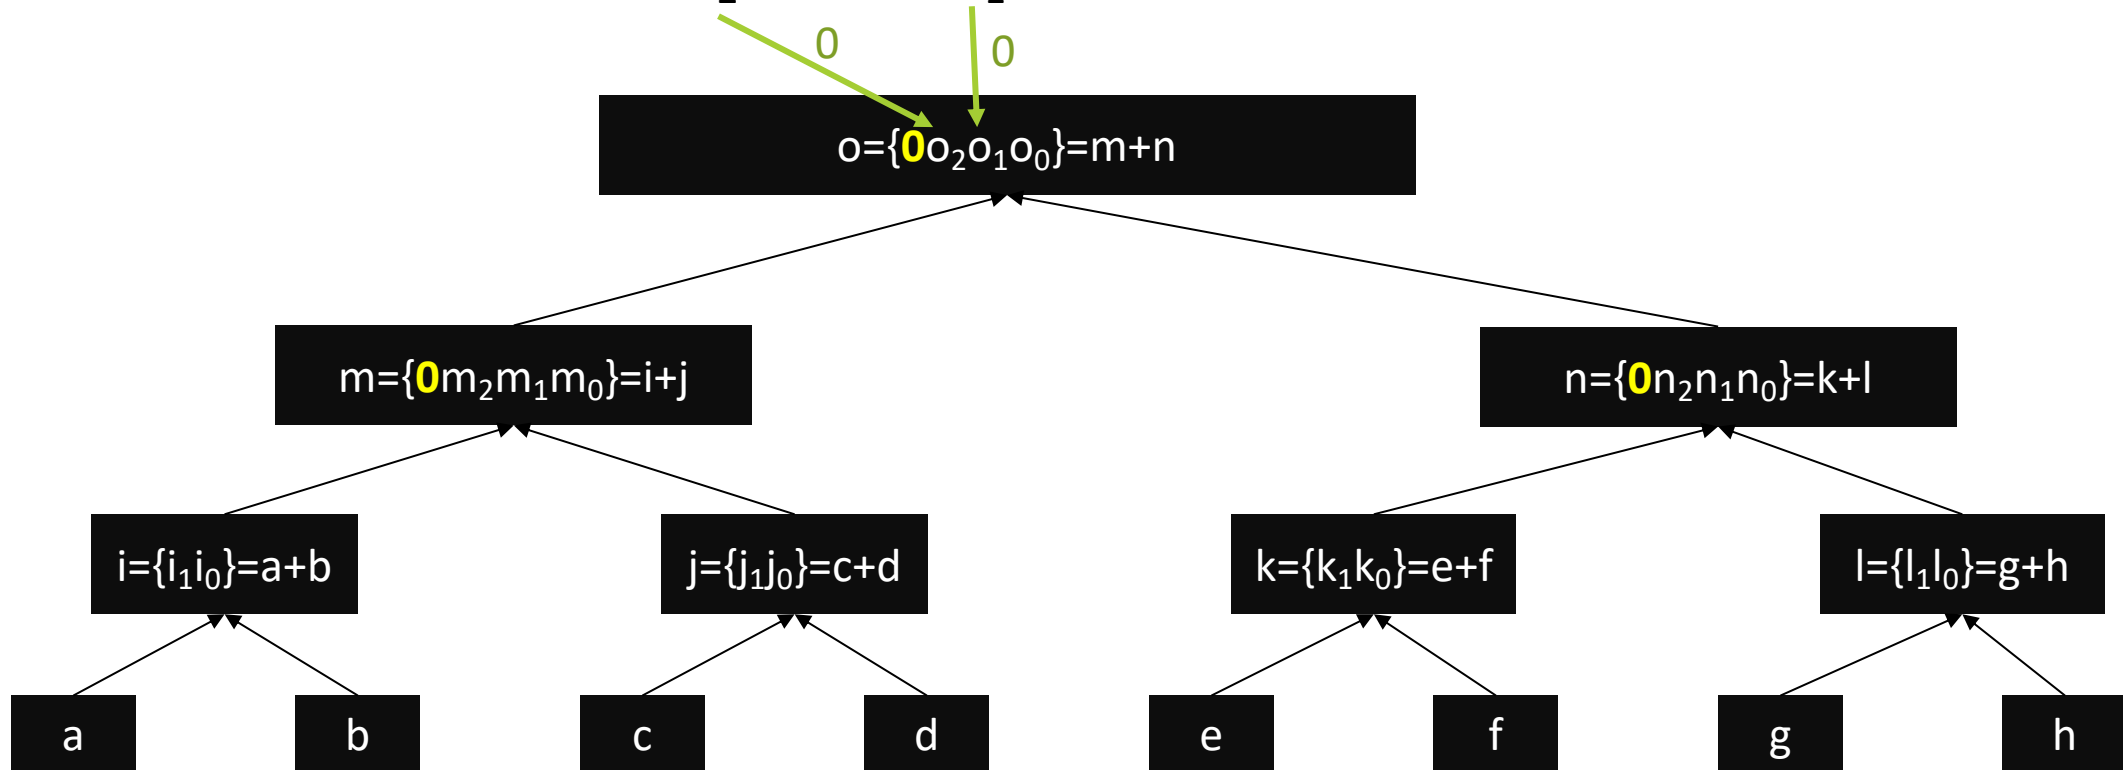 0
0
o={0o₂o₁o₀}=m+n
m={0m₂m₁m₀}=i+j
n={0n₂n₁n₀}=k+l
i={i₁i₀}=a+b
j={j₁j₀}=c+d
k={k₁k₀}=e+f
l={l₁l₀}=g+h
a
b
c
d
e
f
g
h